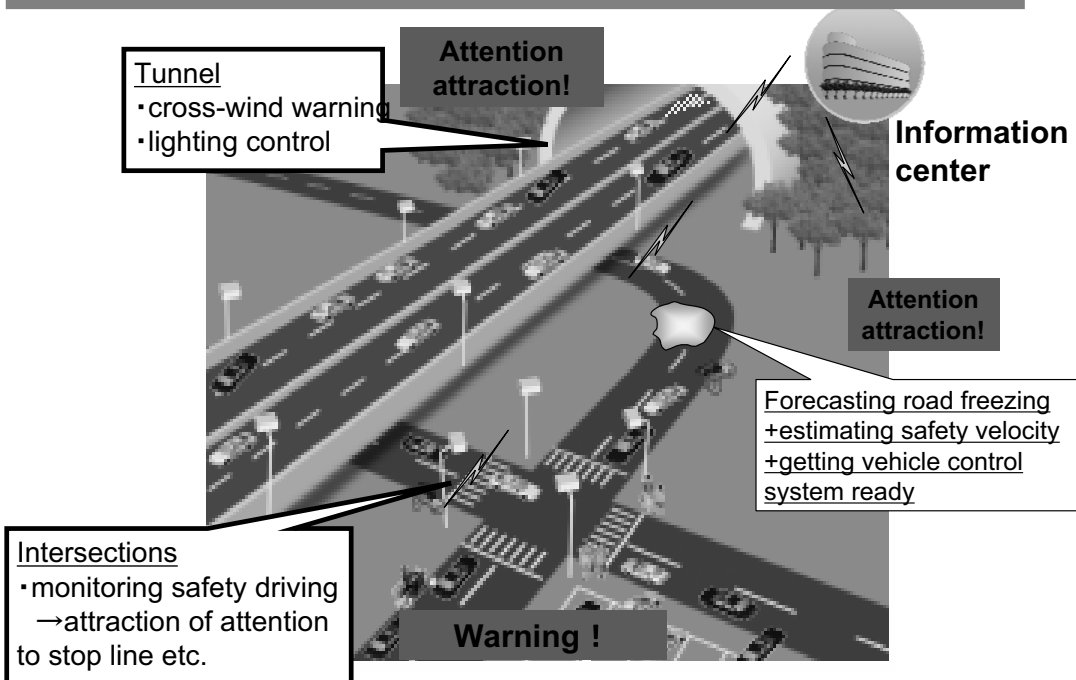 Tunnel
・cross-wind warning
・lighting control
Attention
attraction!
Information
center
Attention
attraction!
Forecasting road freezing
+estimating safety velocity
+getting vehicle control
system ready
Intersections
・monitoring safety driving
→attraction of attention
to stop line etc.
Warning !